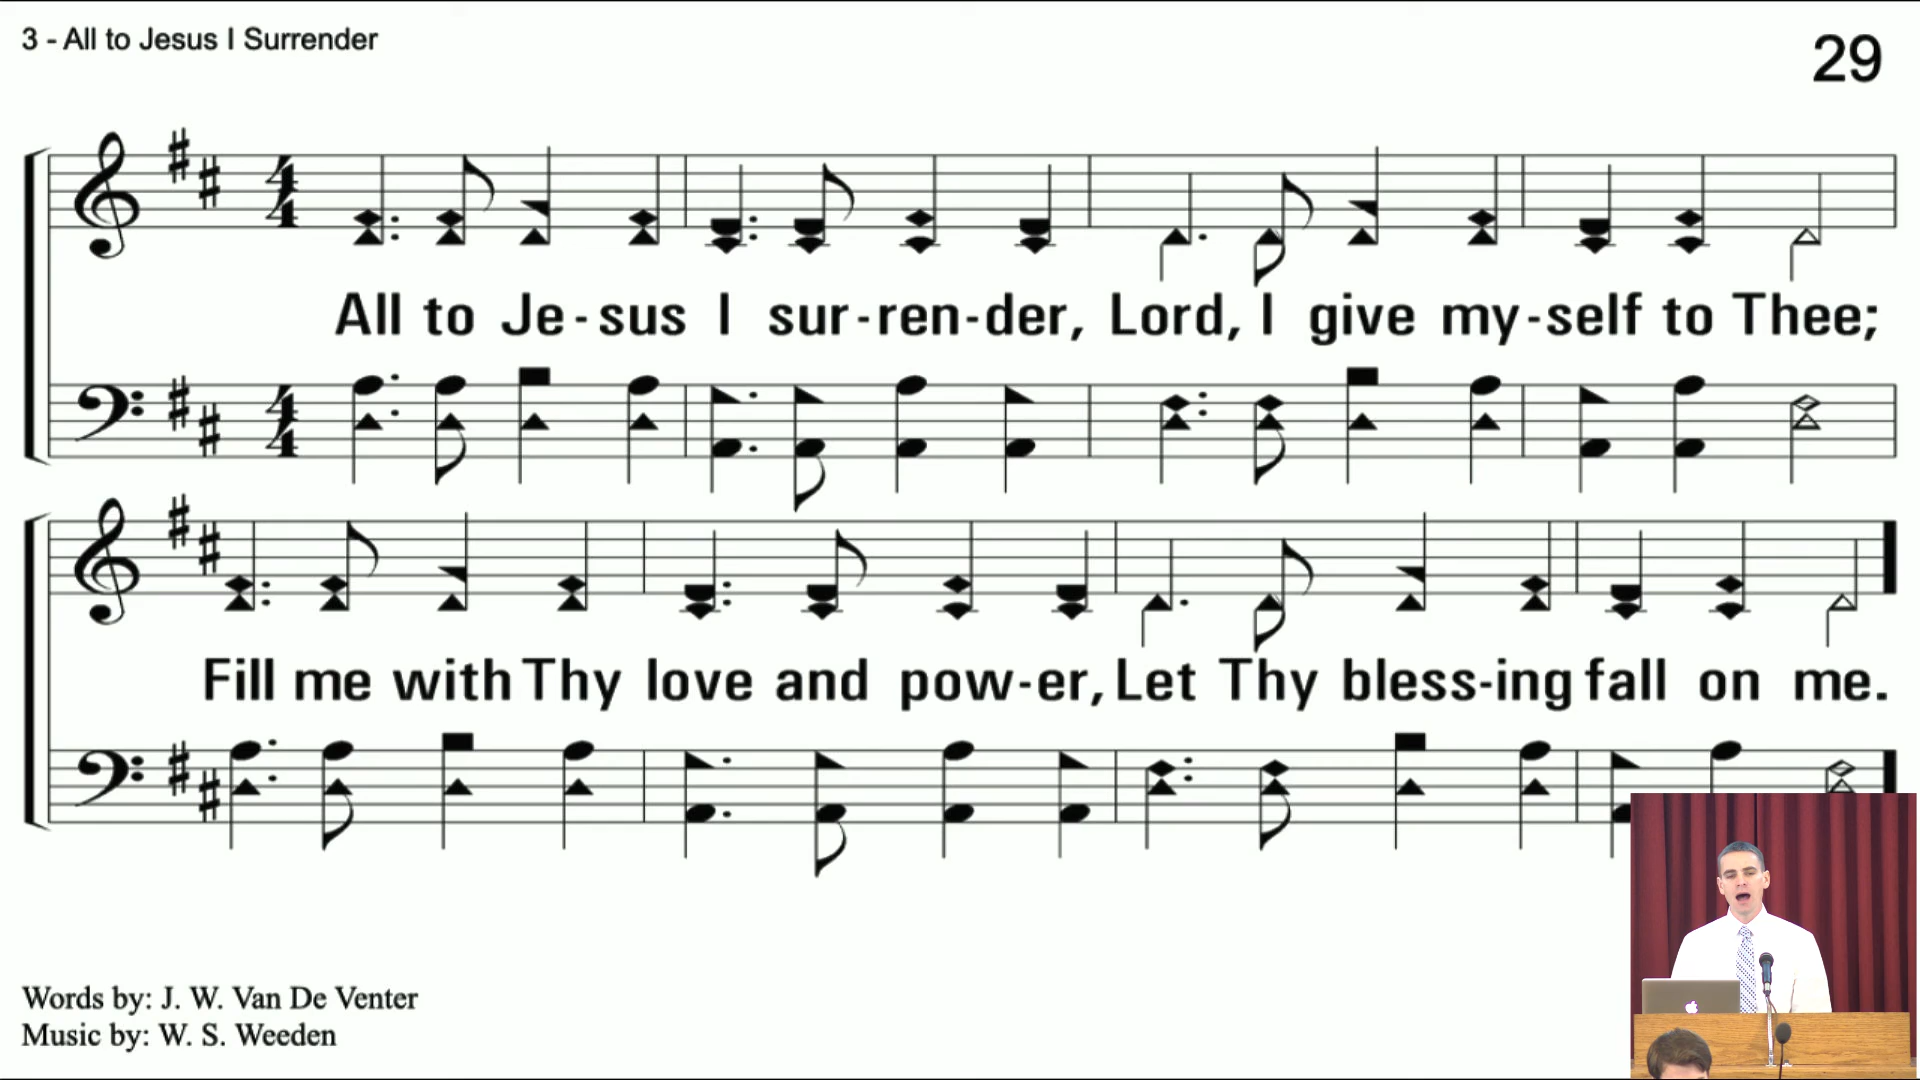 3 - All to Jesus I Surrender
29
All to Je-sus I sur-ren-der, Lord, I give my-self to Thee;
Fill me with Thy love and pow-er, Let Thy bless-ing fall on me.
Words by: J. W. Van De Venter
Music by: W. S. Weeden